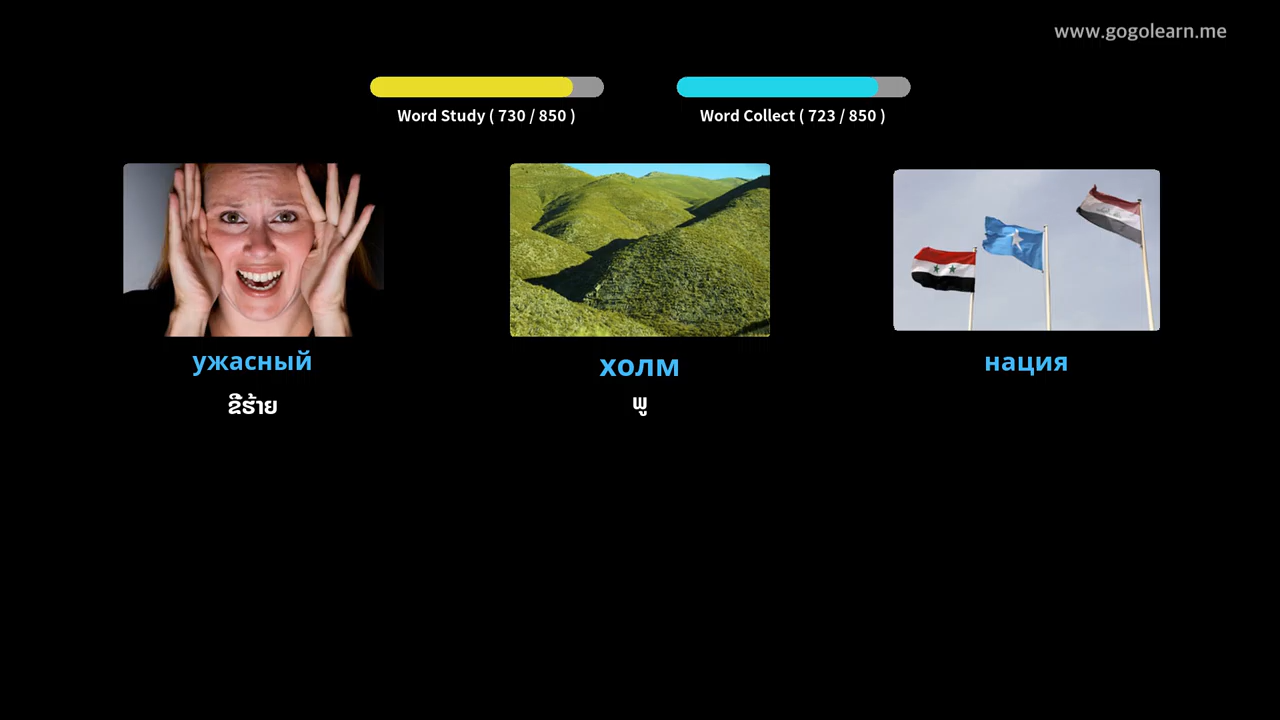 www.gogolearn.me
Word Study ( 730 / 850 )
Word Collect ( 723 / 850 )
ужасный
холм
нация
ຂີ້ຮ້າຍ
ພູ